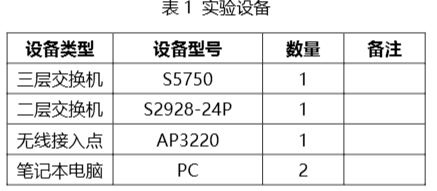 表1 实验设备
设备类型 设备型号 数量 备注
三层交换机 S5750 1
二层交换机 S2928-24P 1
无线接入点 AP3220 1
笔记本电脑 PC 2